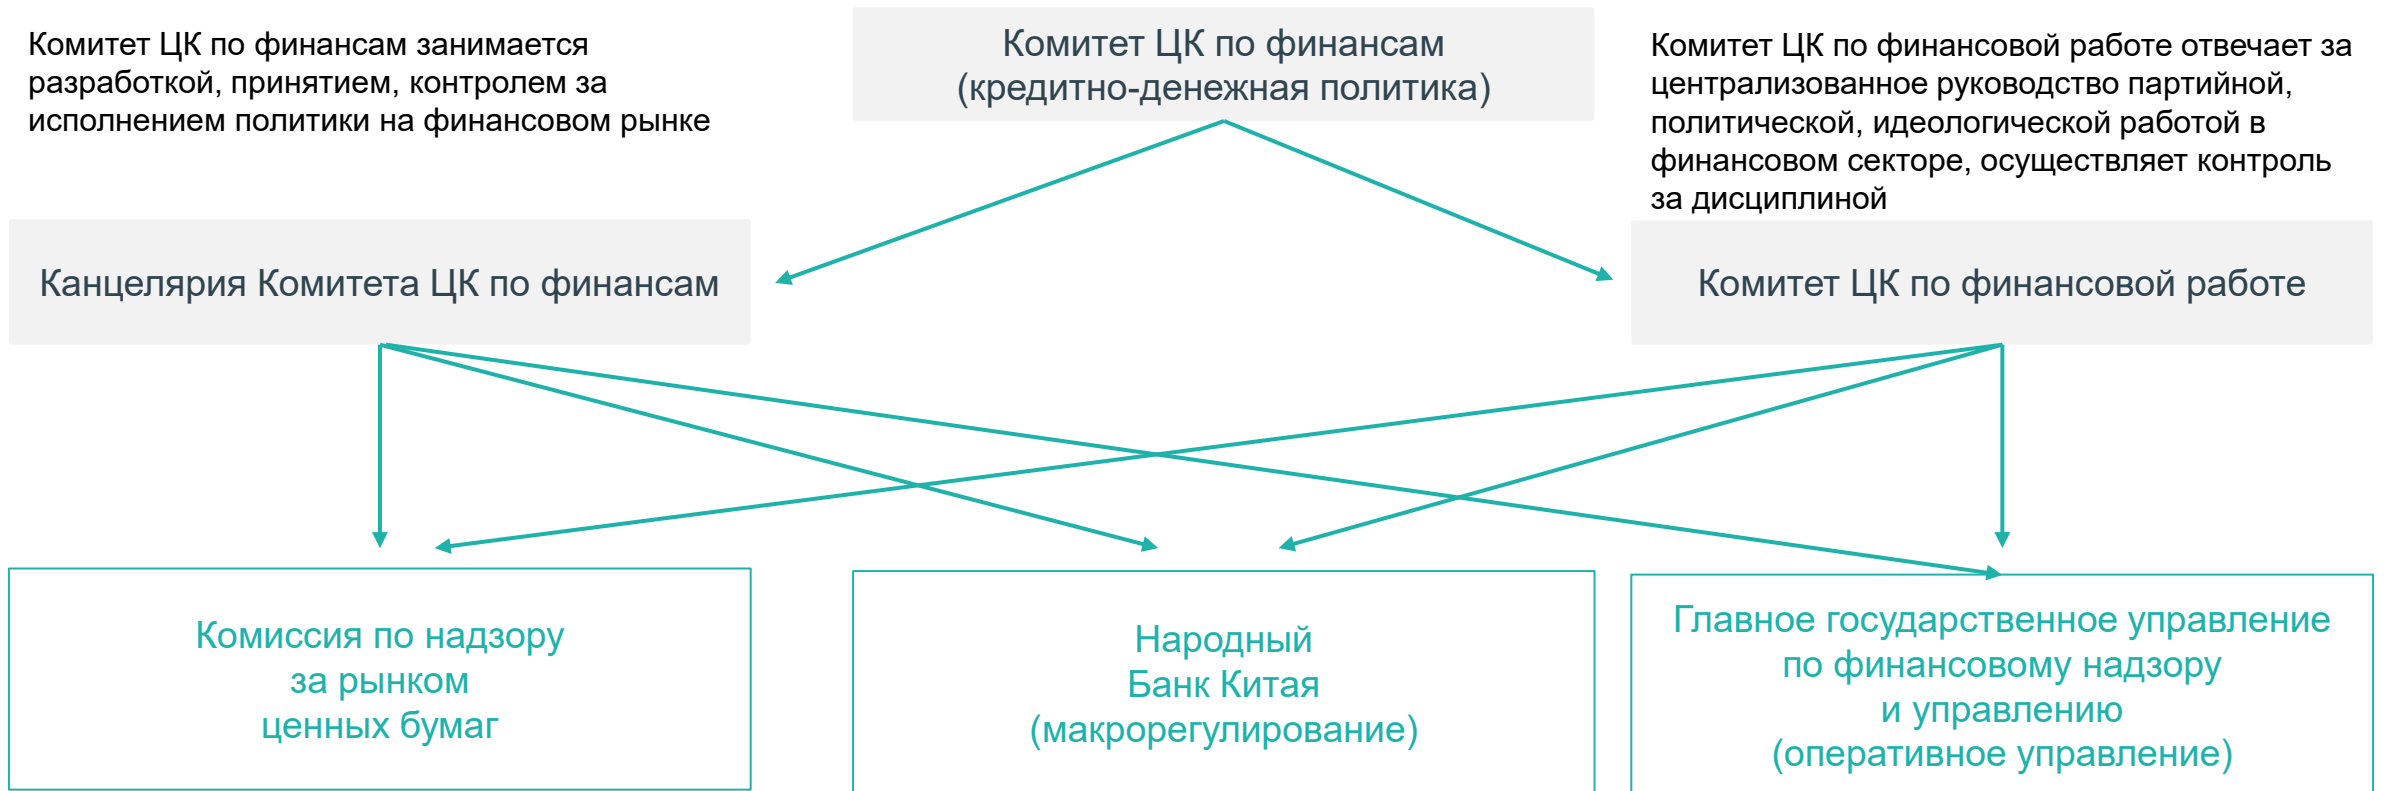 Комитет ЦК по финансам занимается
разработкой, принятием, контролем за
исполнением политики на финансовом рынке
Комитет ЦК по финансам
(кредитно-денежная политика)
Комитет ЦК по финансовой работе отвечает за
централизованное руководство партийной,
политической, идеологической работой в
финансовом секторе, осуществляет контроль
за дисциплиной
Канцелярия Комитета ЦК по финансам
Комитет ЦК по финансовой работе
Комиссия по надзору
за рынком
ценных бумаг
Народный
Банк Китая
(макрорегулирование)
Главное государственное управление
по финансовому надзору
и управлению
(оперативное управление)